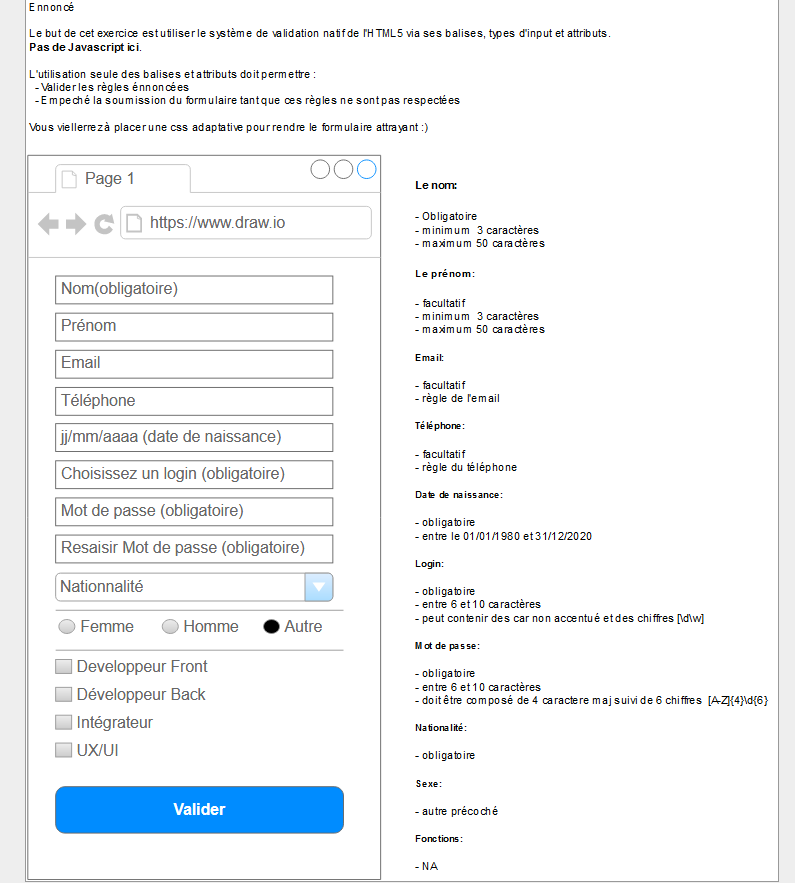 Ennoncé
Le but de cet exercice est utiliser le système de validation natif de l'HTML5 via ses balises, types d'input et attributs.
Pas de Javascript ici.
L'utilisation seule des balises et attributs doit permettre :
- Valider les règles énnoncées
- Empeché la soumission du formulaire tant que ces règles ne sont pas respectées
Vous viellerrez à placer une css adaptative pour rendre le formulaire attrayant :)
Page 1
https://www.draw.io
Nom(obligatoire)
Prénom
Email
Téléphone
jj/mm/aaaa (date de naissance)
Choisissez un login (obligatoire)
Mot de passe (obligatoire)
Resaisir Mot de passe (obligatoire)
Nationnalité
Femme Homme Autre
Developpeur Front
Développeur Back
Intégrateur
UX/UI
Valider
Le nom:
- Obligatoire
- minimum 3 caractères
- maximum 50 caractères
Le prénom:
- facultatif
- minimum 3 caractères
- maximum 50 caractères
Email:
- facultatif
- règle de l'email
Téléphone:
- facultatif
- règle du téléphone
Date de naissance:
- obligatoire
- entre le 01/01/1980 et 31/12/2020
Login:
- obligatoire
- entre 6 et 10 caractères
- peut contenir des car non accentué et des chiffres [\d\w]
Mot de passe:
- obligatoire
- entre 6 et 10 caractères
- doit être composé de 4 caractere maj suivi de 6 chiffres [A-Z]{4}\d{6}
Nationalité:
- obligatoire
Sexe:
- autre précoché
Fonctions:
- NA